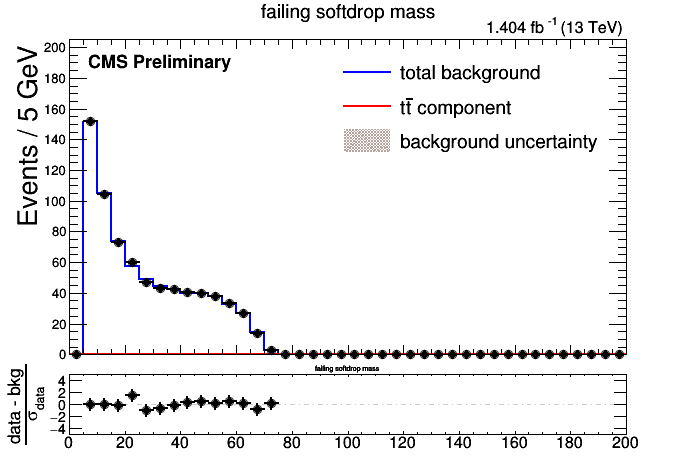 failing softdrop mass
1.404 fb⁻¹ (13 TeV)
CMS Preliminary
total background
tt̅ component
background uncertainty
Events / 5 GeV
200
180
160
140
120
100
80
60
40
20
0
failing softdrop mass
data - bkg
σ data
4
2
0
−2
−4
0 20 40 60 80 100 120 140 160 180 200